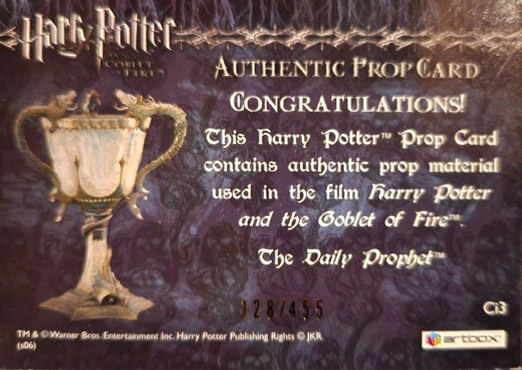 Harry Potter
AND THE
GOBLET
OF FIRE™
AUTHENTIC PROP CARD
CONGRATULATIONS!
This Harry Potter™ Prop Card
contains authentic prop material
used in the film Harry Potter
and the Goblet of Fire™.
The Daily Prophet™
128/455
Ci3
TM & © Warner Bros. Entertainment Inc. Harry Potter Publishing Rights © JKR.
(s06)
artbox™